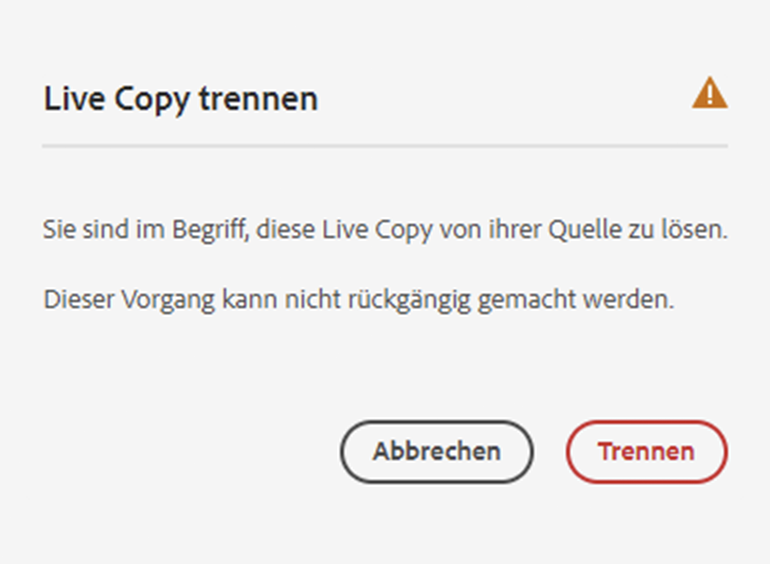 Live Copy trennen
Sie sind im Begriff, diese Live Copy von ihrer Quelle zu lösen.
Dieser Vorgang kann nicht rückgängig gemacht werden.
Abbrechen Trennen